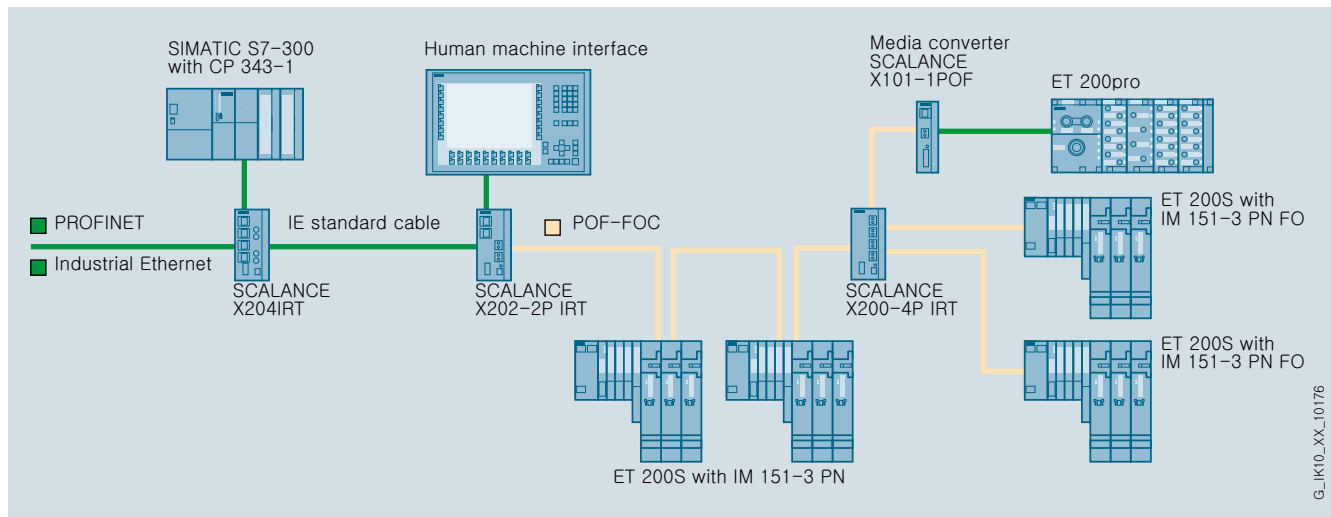 SIMATIC S7-300
with CP 343-1
Human machine interface
Media converter
SCALANCE
X101-1POF
ET 200pro
PROFINET
IE standard cable
POF-FOC
ET 200S with
IM 151-3 PN FO
Industrial Ethernet
SCALANCE
X204IRT
SCALANCE
X202-2P IRT
SCALANCE
X200-4P IRT
ET 200S with
IM 151-3 PN FO
ET 200S with IM 151-3 PN
G_IK10_XX_10176